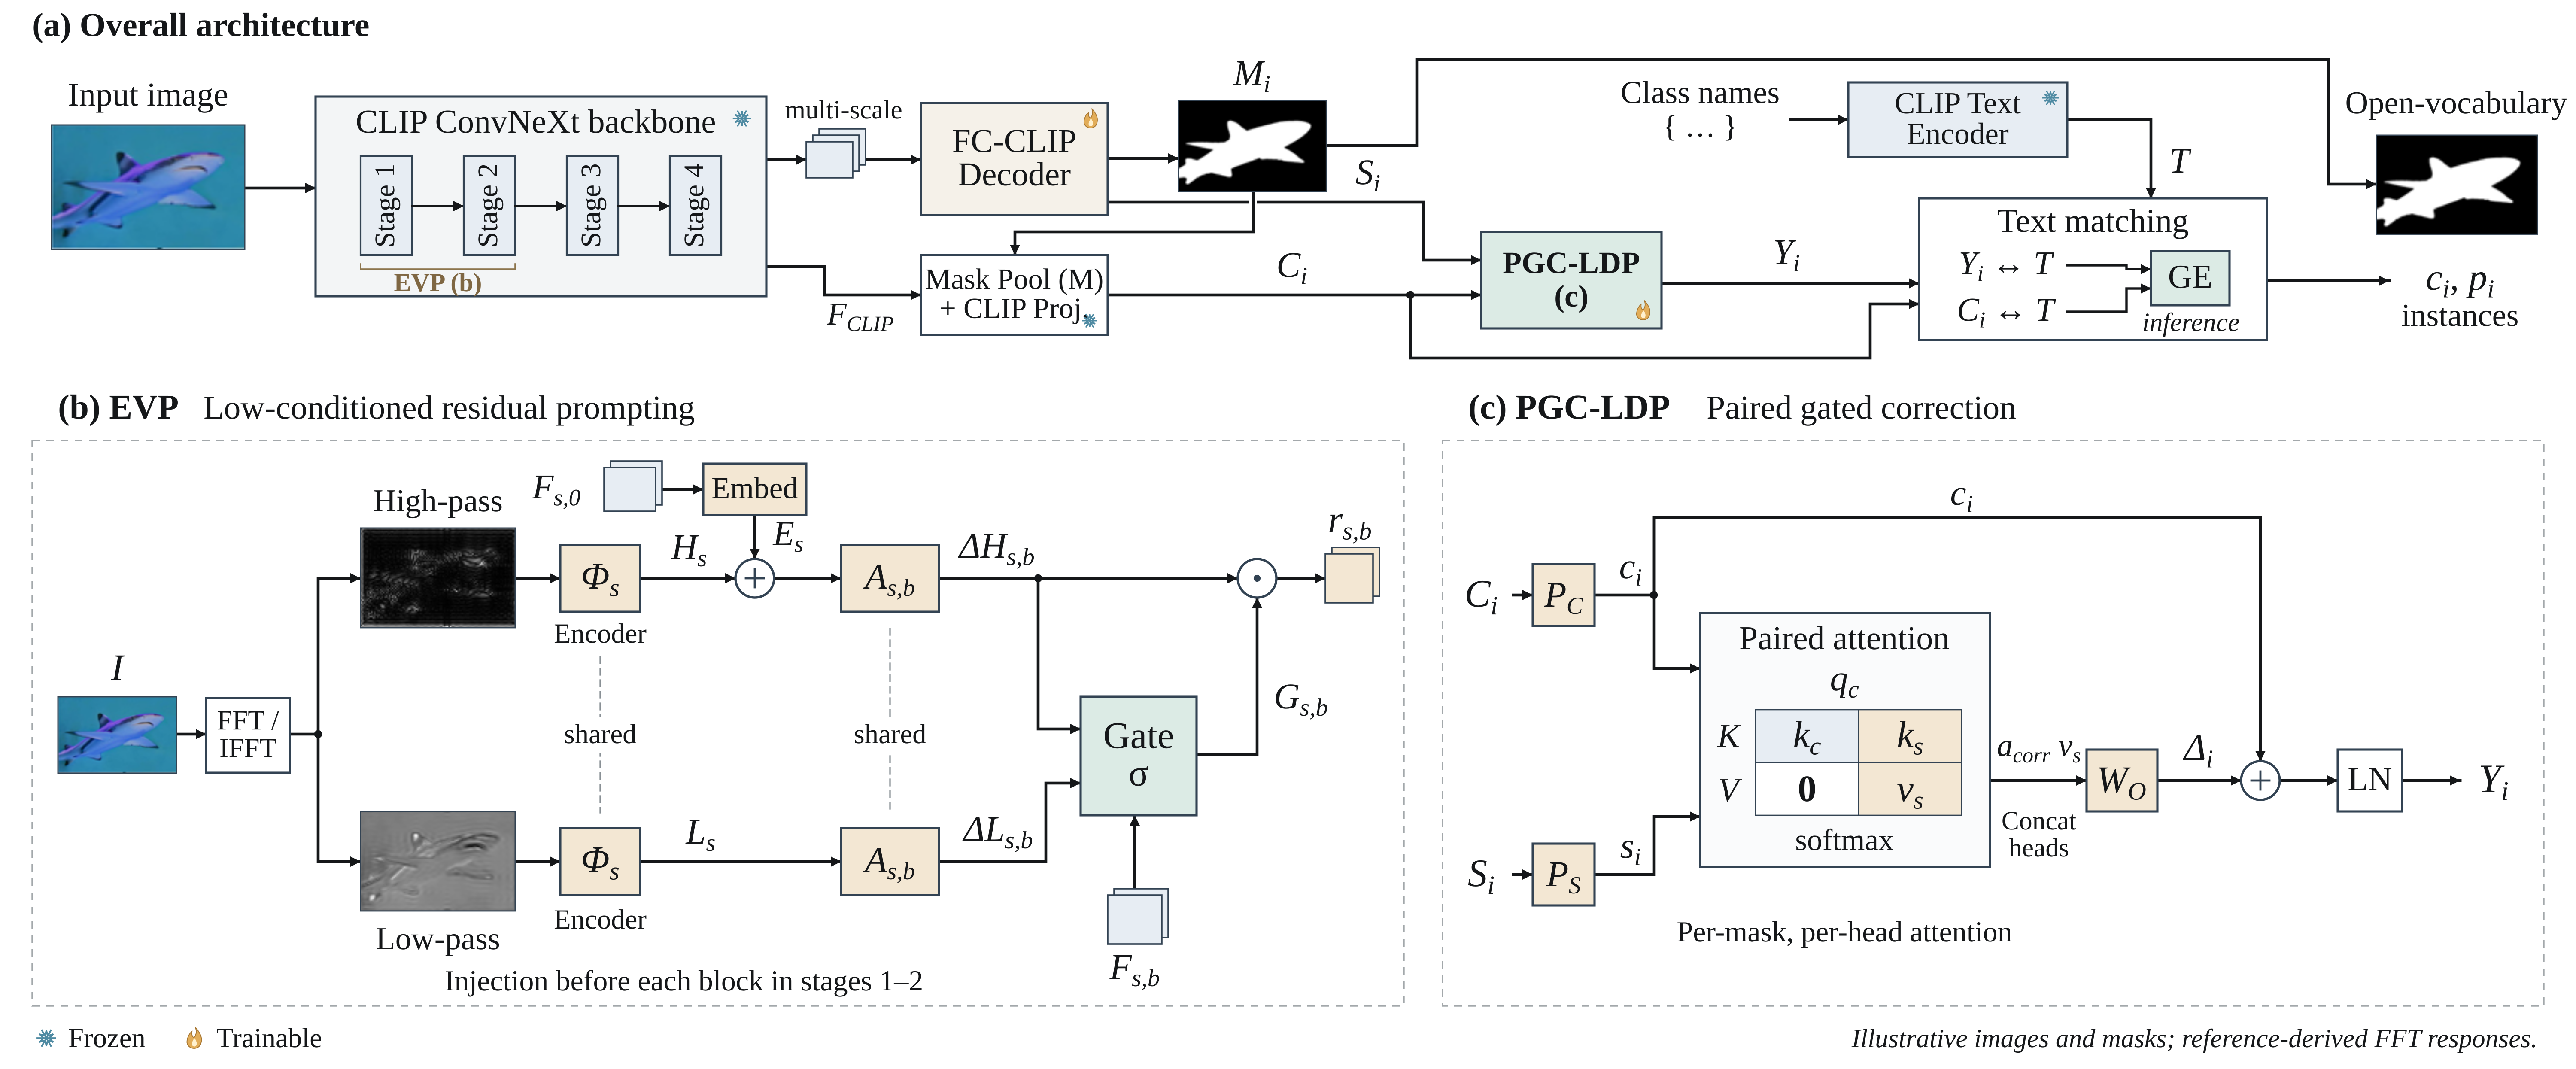 (a) Overall architecture
Input image
CLIP ConvNeXt backbone
Stage 1
Stage 2
Stage 3
Stage 4
EVP (b)
multi-scale
F_CLIP
FC-CLIP
Decoder
Mask Pool (M)
+ CLIP Proj.
M_i
S_i
C_i
PGC-LDP
(c)
Y_i
Class names
{ … }
CLIP Text
Encoder
T
Text matching
Y_i ↔ T
C_i ↔ T
GE
inference
Open-vocabulary
c_i, p_i
instances
(b) EVP Low-conditioned residual prompting
I
FFT /
IFFT
High-pass
Low-pass
F_s,0
Embed
E_s
Φ_s
Encoder
H_s
shared
Φ_s
Encoder
L_s
A_s,b
ΔH_s,b
shared
A_s,b
ΔL_s,b
Gate
σ
G_s,b
F_s,b
r_s,b
Injection before each block in stages 1–2
(c) PGC-LDP Paired gated correction
C_i
P_C
c_i
c_i
S_i
P_S
s_i
Paired attention
q_c
K k_c k_s
V 0 v_s
softmax
a_corr v_s
Concat
heads
W_O
Δ_i
LN
Y_i
Per-mask, per-head attention
Frozen Trainable
Illustrative images and masks; reference-derived FFT responses.